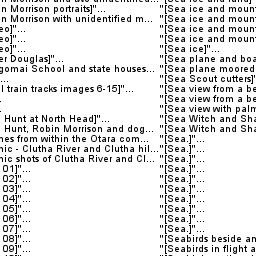 n Morrison portraits]"... "[Sea ice and mount
n Morrison with unidentified m... "[Sea ice and mount
eo]"... "[Sea ice and mount
eo]"... "[Sea ice and mount
eo]"... "[Sea ice]"...
er Douglas]"... "[Sea plane and boa
gomai School and state houses... "[Sea plane moored
... "[Sea Scout cutters]"
l train tracks images 6-15]"... "[Sea view from a be
. "[Sea view from a be
. "[Sea view with palm
Hunt at North Head]"... "[Sea Witch and Sha
Hunt, Robin Morrison and dog... "[Sea Witch and Sha
nes from within the Otara com... "[Sea.]"...
nic - Clutha River and Clutha hil... "[Sea.]"...
nic shots of Clutha River and Cl... "[Sea.]"...
01]"... "[Sea.]"...
02]"... "[Sea.]"...
03]"... "[Sea.]"...
04]"... "[Sea.]"...
05]"... "[Sea.]"...
06]"... "[Sea.]"...
07]"... "[Sea.]"...
08]"... "[Seabirds beside an
09]"... "[Seabirds in flight a